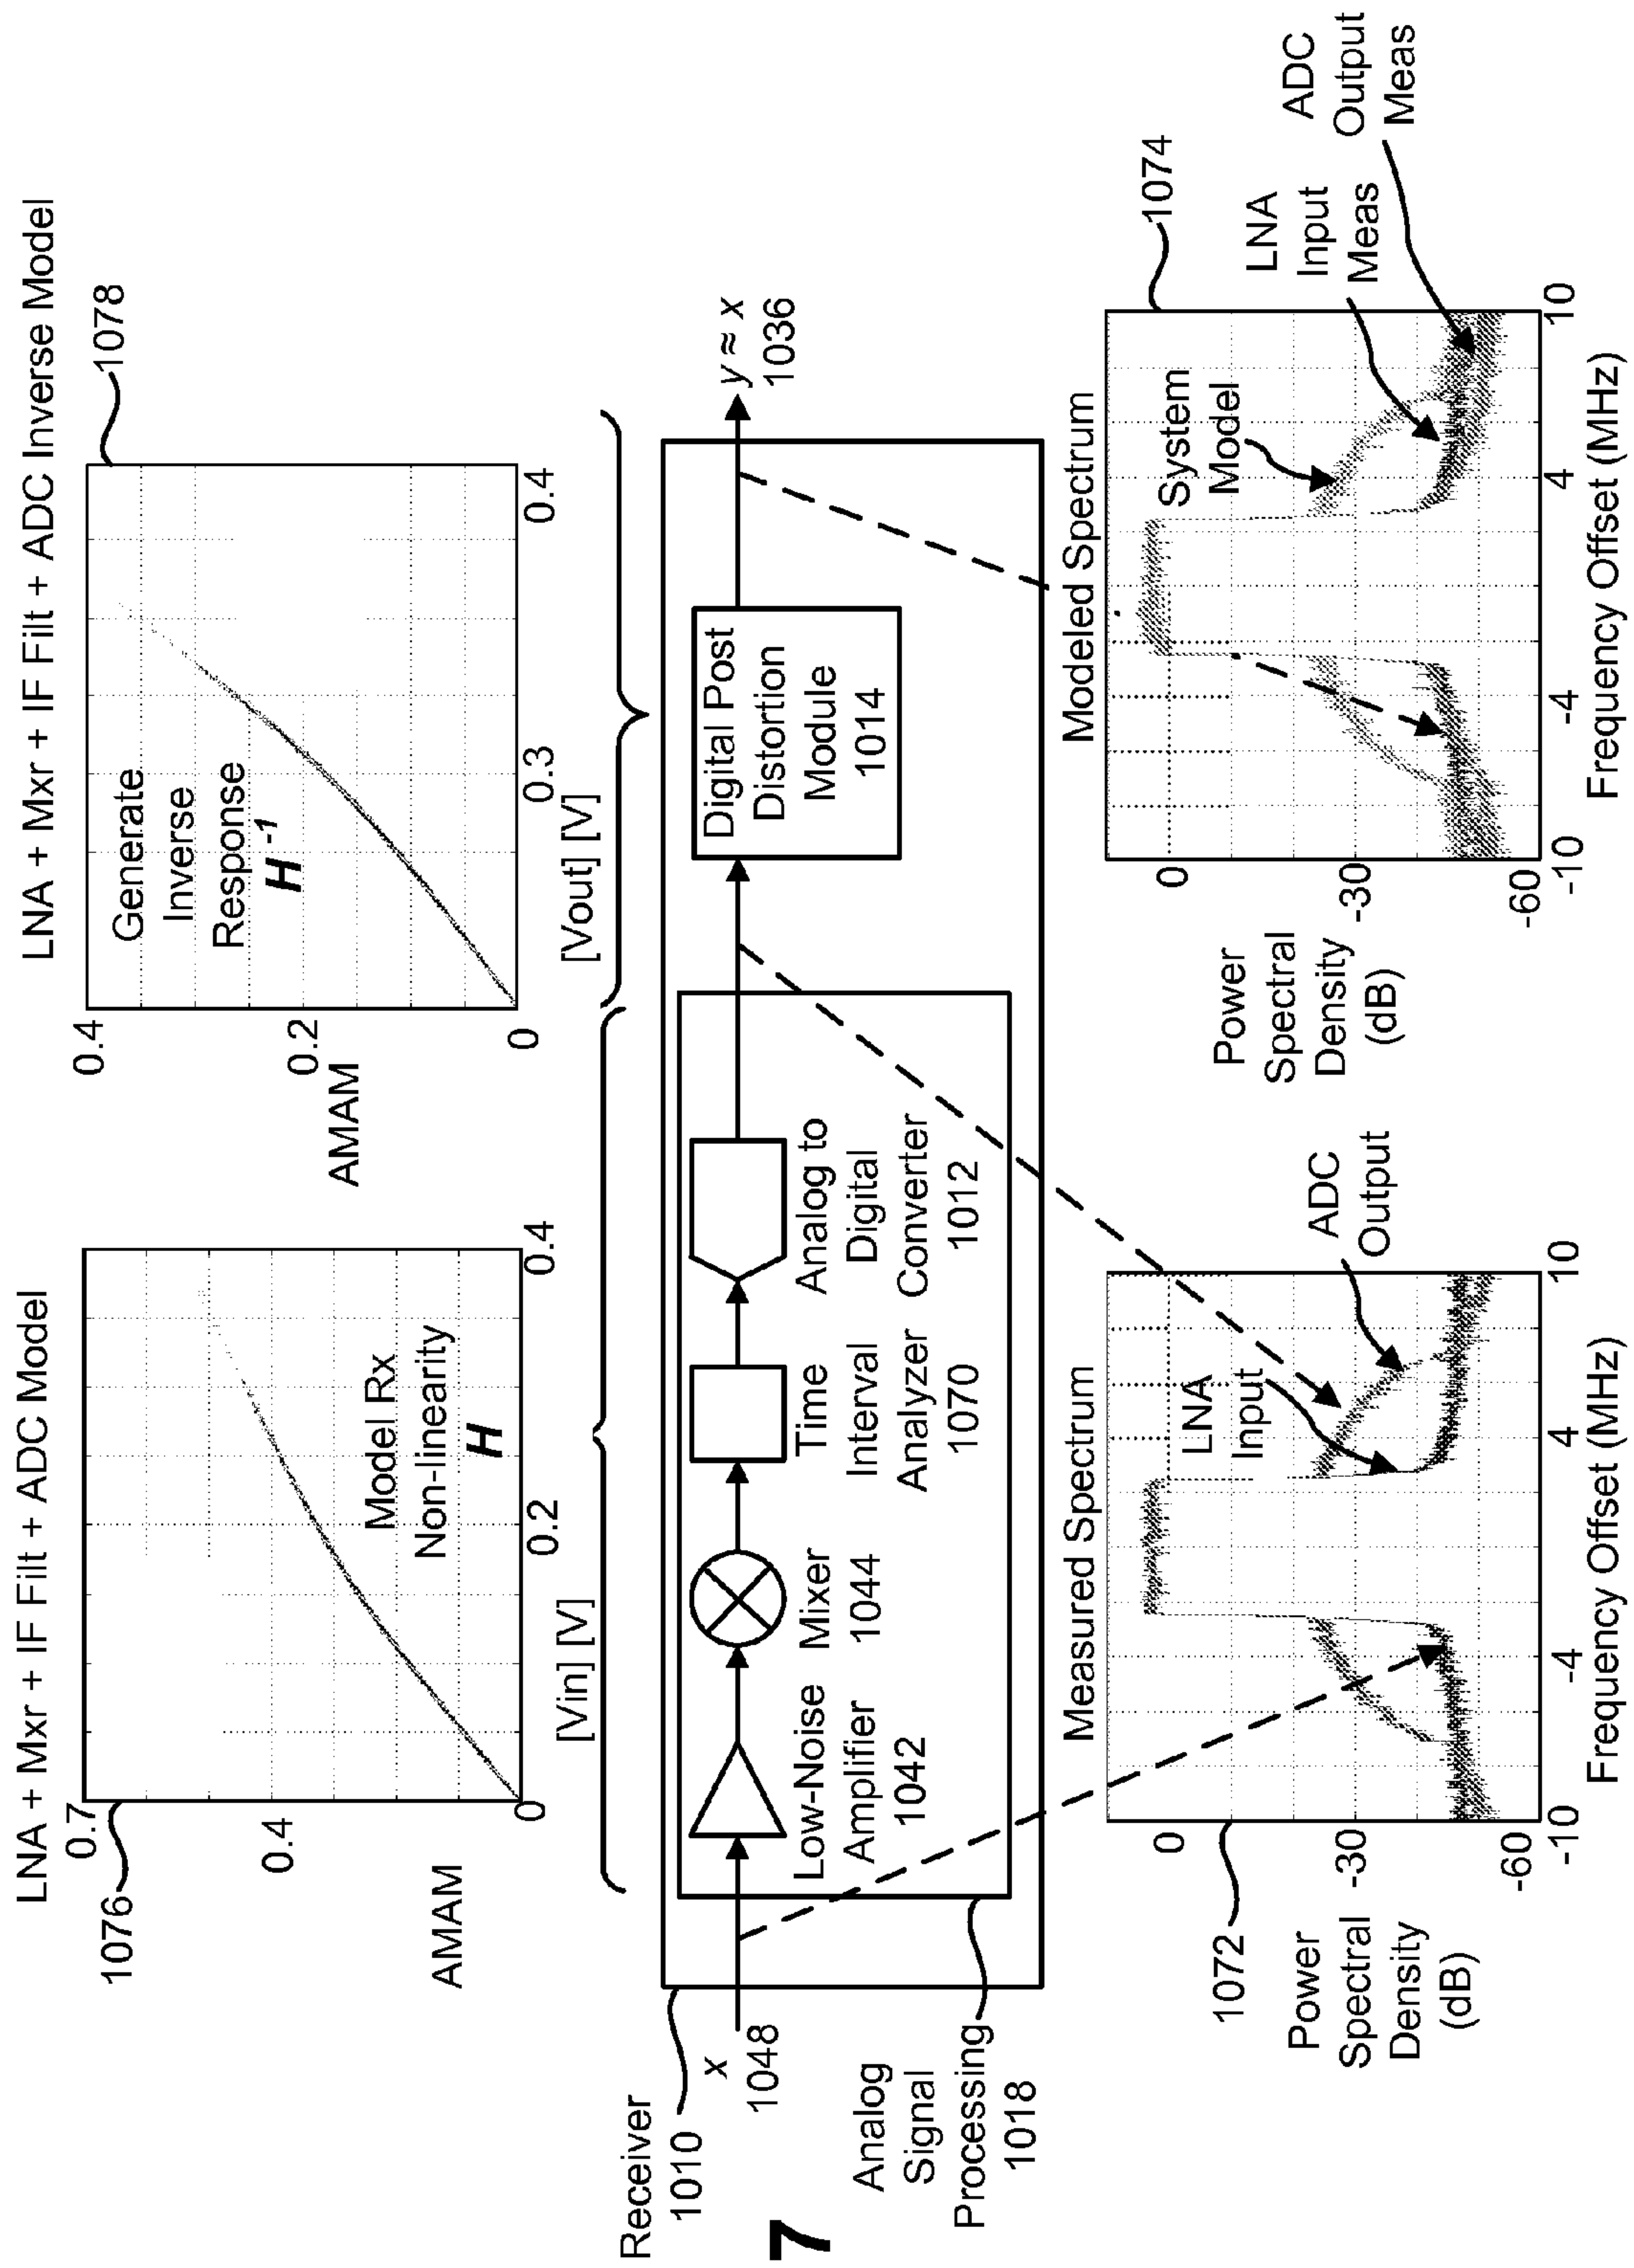 LNA + Mxr + IF Filt + ADC Model
1076
0.7
0.4
0
0.2
0.4
AMAM
Model Rx
Non-linearity
H
[Vin] [V]
LNA + Mxr + IF Filt + ADC Inverse Model
1078
0.4
0.2
0
0.3
0.4
AMAM
Generate
Inverse
Response
H -1
[Vout] [V]
Receiver
1010
x
1048
Analog
Signal
Processing
1018
Low-Noise
Amplifier
1042
Mixer
1044
Time
Interval
Analyzer
1070
Analog to
Digital
Converter
1012
Digital Post
Distortion
Module
1014
y ≈ x
1036
7
Measured Spectrum
1072
Power
Spectral
Density
(dB)
0
-30
-60
-10
-4
4
10
Frequency Offset (MHz)
LNA
Input
ADC
Output
Modeled Spectrum
1074
Power
Spectral
Density
(dB)
0
-30
-60
-10
-4
4
10
Frequency Offset (MHz)
System
Model
LNA
Input
Meas
ADC
Output
Meas